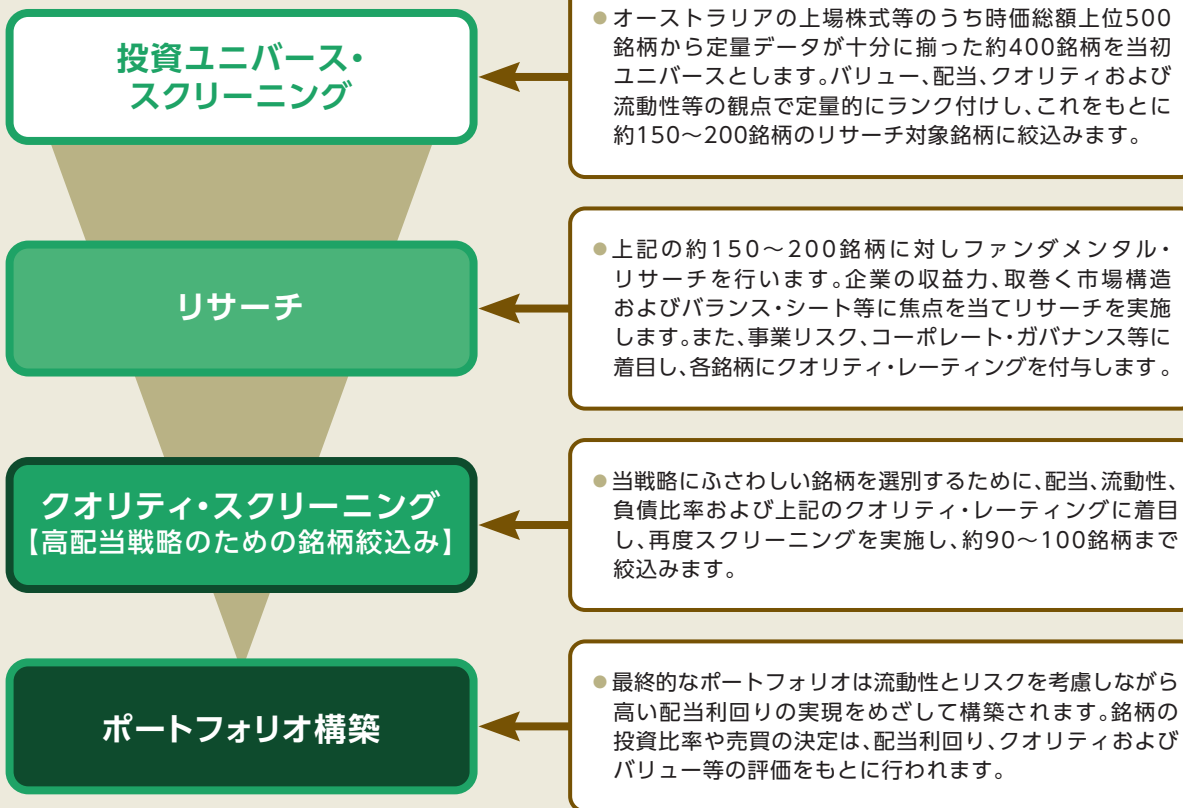 投資ユニバース・
スクリーニング
●オーストラリアの上場株式等のうち時価総額上位500
銘柄から定量データが十分に揃った約400銘柄を当初
ユニバースとします。バリュー、配当、クオリティおよび
流動性等の観点で定量的にランク付けし、これをもとに
約150～200銘柄のリサーチ対象銘柄に絞込みます。
リサーチ
●上記の約150～200銘柄に対しファンダメンタル・
リサーチを行います。企業の収益力、取巻く市場構造
およびバランス・シート等に焦点を当てリサーチを実施
します。また、事業リスク、コーポレート・ガバナンス等に
着目し、各銘柄にクオリティ・レーティングを付与します。
クオリティ・スクリーニング
【高配当戦略のための銘柄絞込み】
●当戦略にふさわしい銘柄を選別するために、配当、流動性、
負債比率および上記のクオリティ・レーティングに着目
し、再度スクリーニングを実施し、約90～100銘柄まで
絞込みます。
ポートフォリオ構築
●最終的なポートフォリオは流動性とリスクを考慮しながら
高い配当利回りの実現をめざして構築されます。銘柄の
投資比率や売買の決定は、配当利回り、クオリティおよび
バリュー等の評価をもとに行われます。